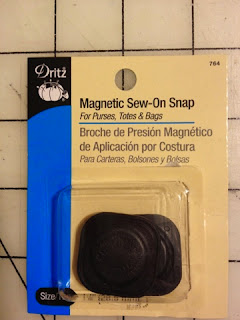 764
Dritz
Magnetic Sew-On Snap
For Purses, Totes & Bags
Broche de Presión Magnético
de Aplicación por Costura
Para Carteras, Bolsones y Bolsas
Size/